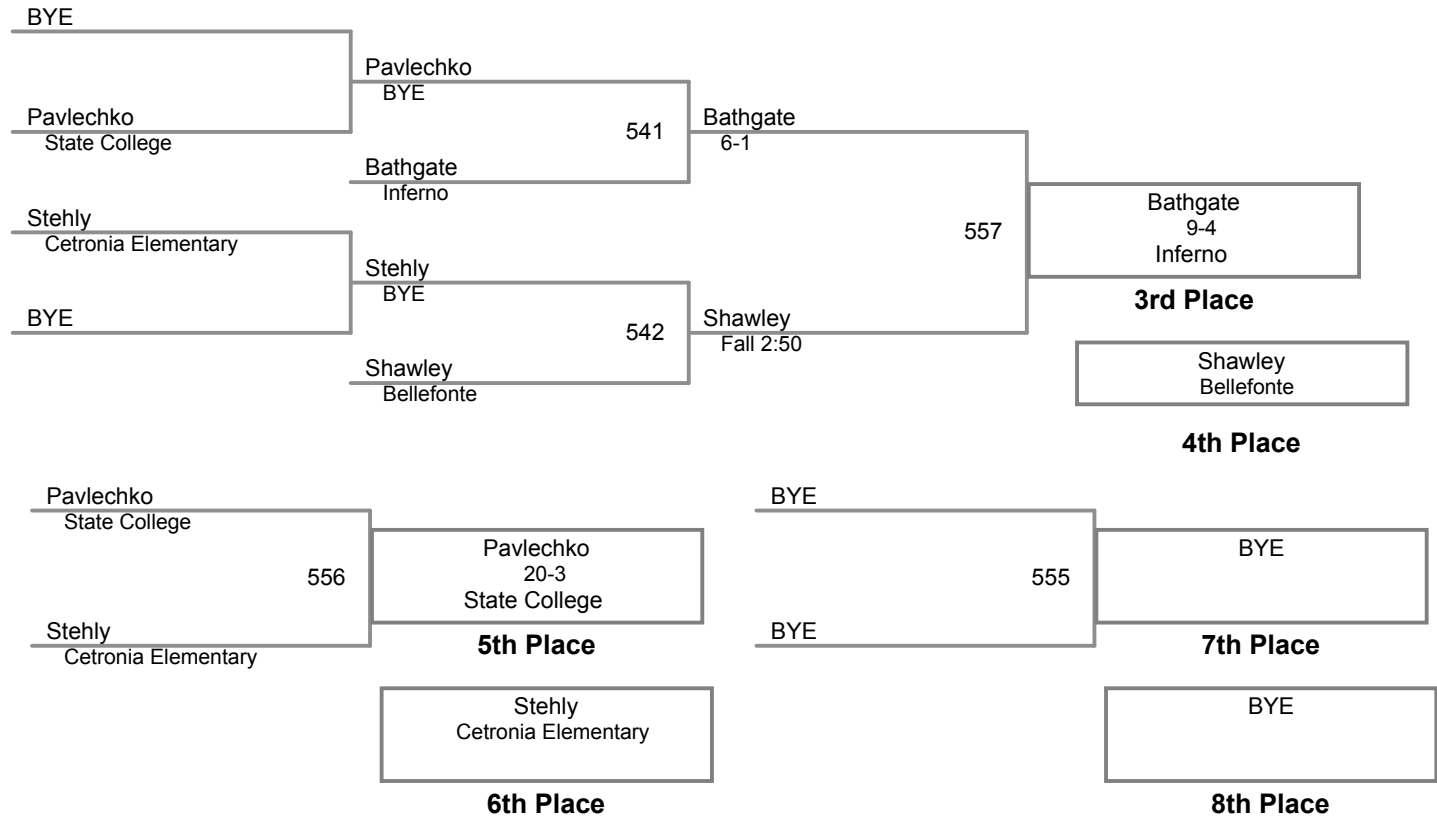 BYE
Pavlechko
BYE
Pavlechko
State College
541
Bathgate
6-1
Bathgate
Inferno
Stehly
Cetronia Elementary
557
Bathgate
9-4
Inferno
3rd Place
Stehly
BYE
BYE
542
Shawley
Fall 2:50
Shawley
Bellefonte
Shawley
Bellefonte
4th Place
Pavlechko
State College
556
Pavlechko
20-3
State College
5th Place
Stehly
Cetronia Elementary
Stehly
Cetronia Elementary
6th Place
BYE
555
BYE
7th Place
BYE
BYE
8th Place